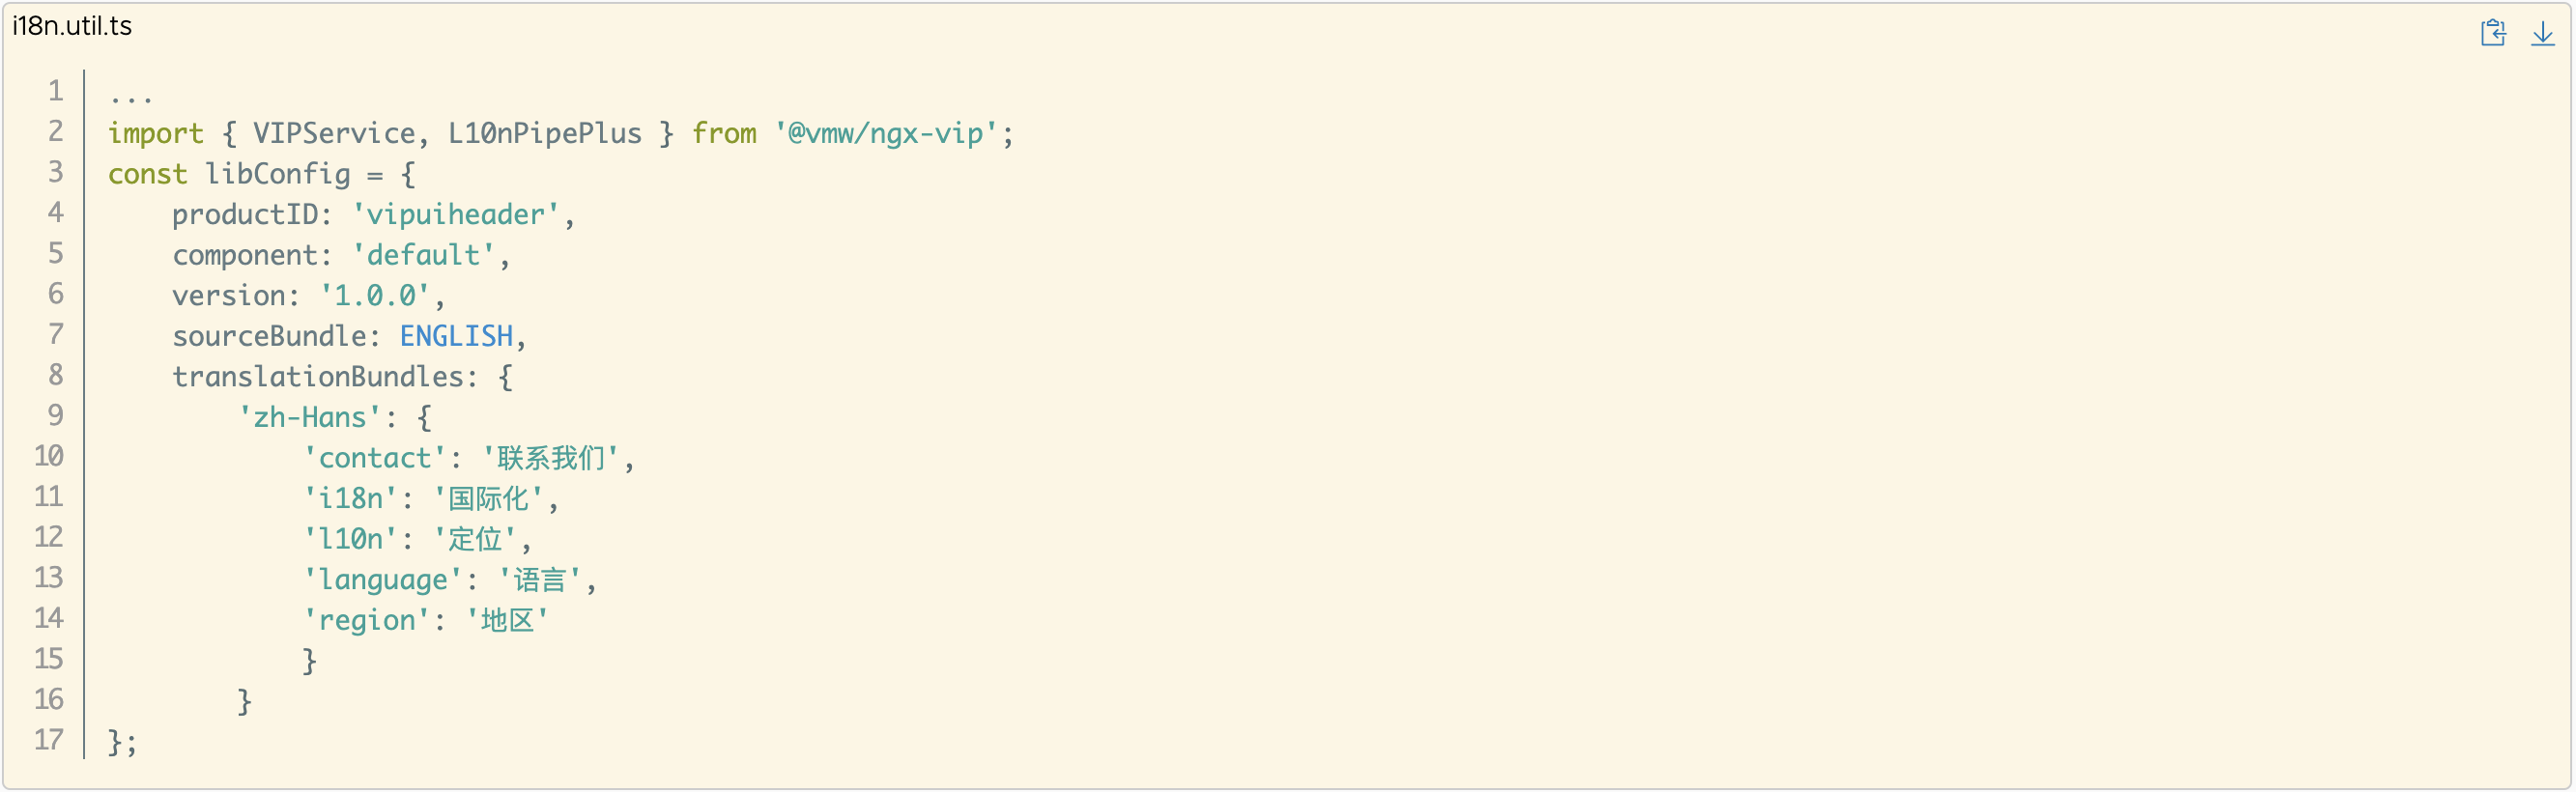 i18n.util.ts
1 ...
2 import { VIPService, L10nPipePlus } from '@vmw/ngx-vip';
3 const libConfig = {
4     productID: 'vipuiheader',
5     component: 'default',
6     version: '1.0.0',
7     sourceBundle: ENGLISH,
8     translationBundles: {
9         'zh-Hans': {
10             'contact': '联系我们',
11             'i18n': '国际化',
12             'l10n': '定位',
13             'language': '语言',
14             'region': '地区'
15             }
16         }
17 };